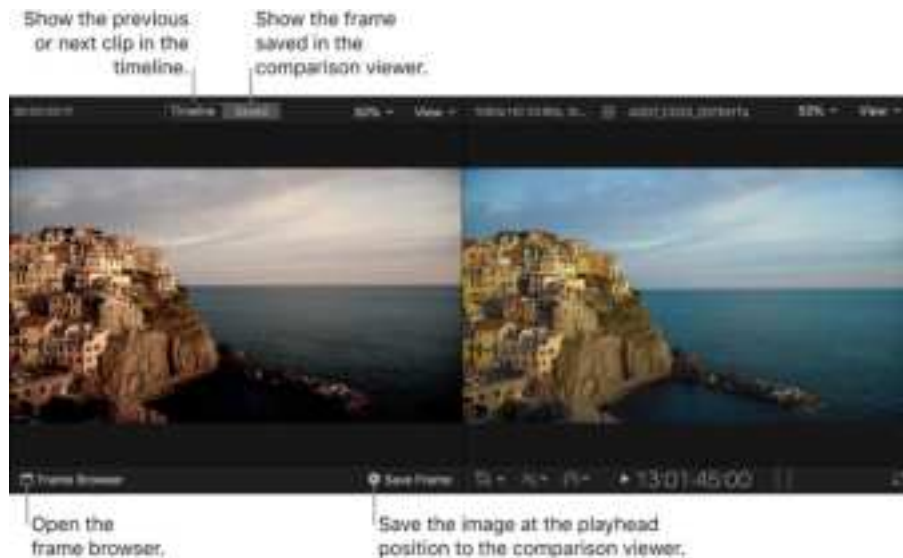 Show the previous
or next clip in the
timeline.
Show the frame
saved in the
comparison viewer.
Timeline Saved
View
View
Frame Browser
Save Frame
13:01:45:00
Open the
frame browser.
Save the image at the playhead
position to the comparison viewer.